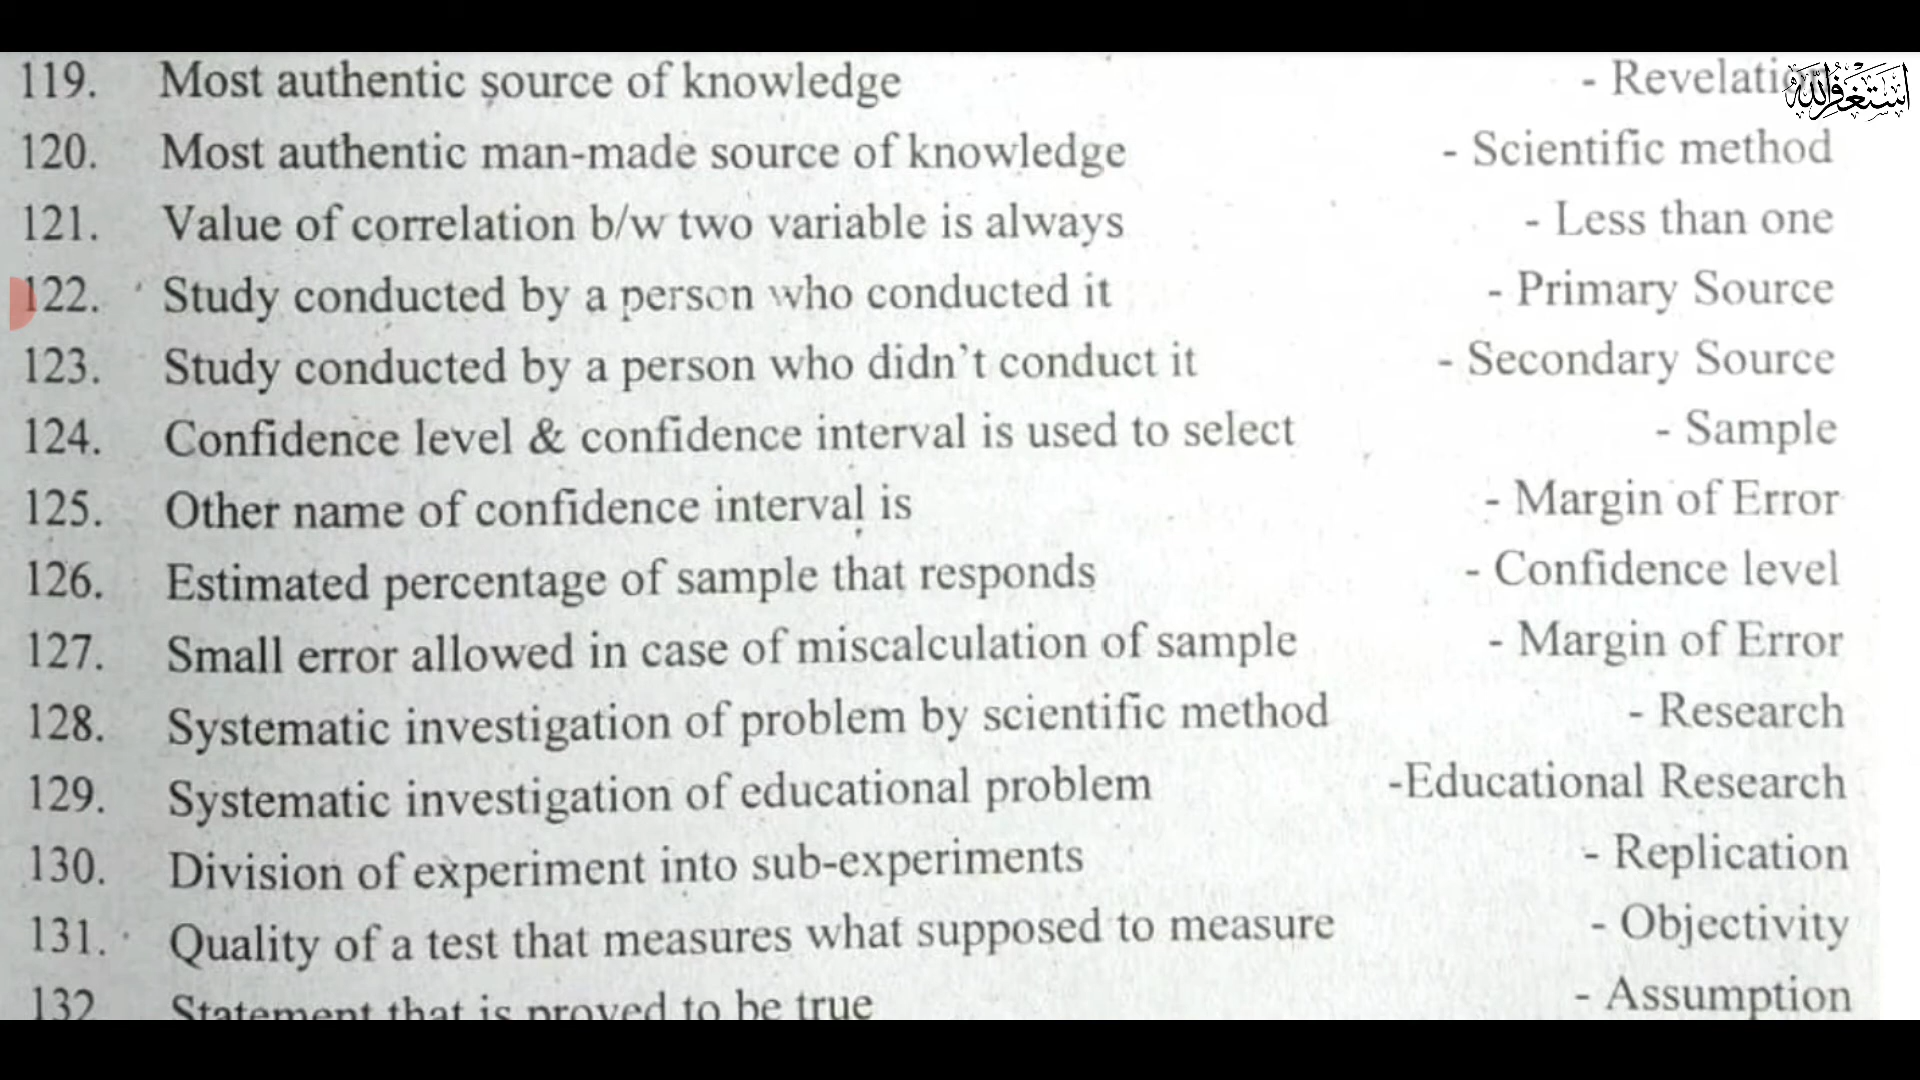 119. Most authentic source of knowledge - Revelation
أستغفر الله
120. Most authentic man-made source of knowledge - Scientific method
121. Value of correlation b/w two variable is always - Less than one
122. Study conducted by a person who conducted it - Primary Source
123. Study conducted by a person who didn't conduct it - Secondary Source
124. Confidence level & confidence interval is used to select - Sample
125. Other name of confidence interval is - Margin of Error
126. Estimated percentage of sample that responds - Confidence level
127. Small error allowed in case of miscalculation of sample - Margin of Error
128. Systematic investigation of problem by scientific method - Research
129. Systematic investigation of educational problem -Educational Research
130. Division of experiment into sub-experiments - Replication
131. Quality of a test that measures what supposed to measure - Objectivity
132 Statement that is proved to be true - Assumption